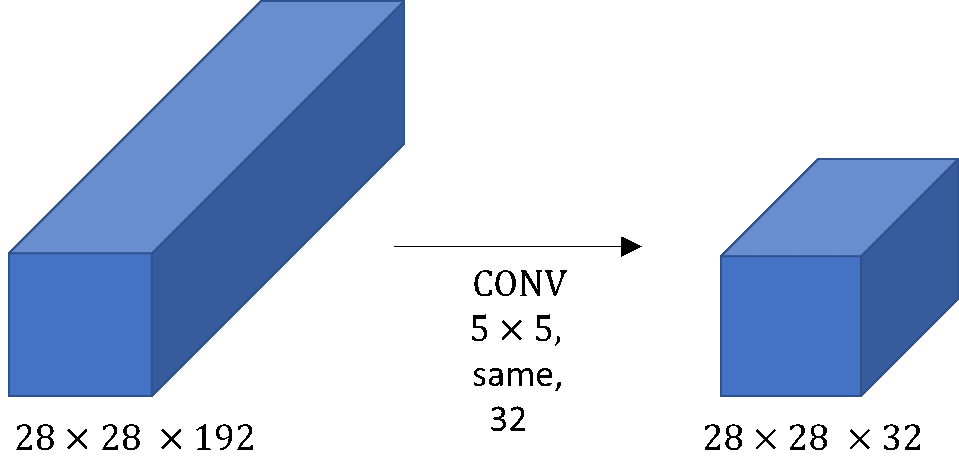 CONV
5 × 5,
same,
32
28 × 28 × 192
28 × 28 × 32